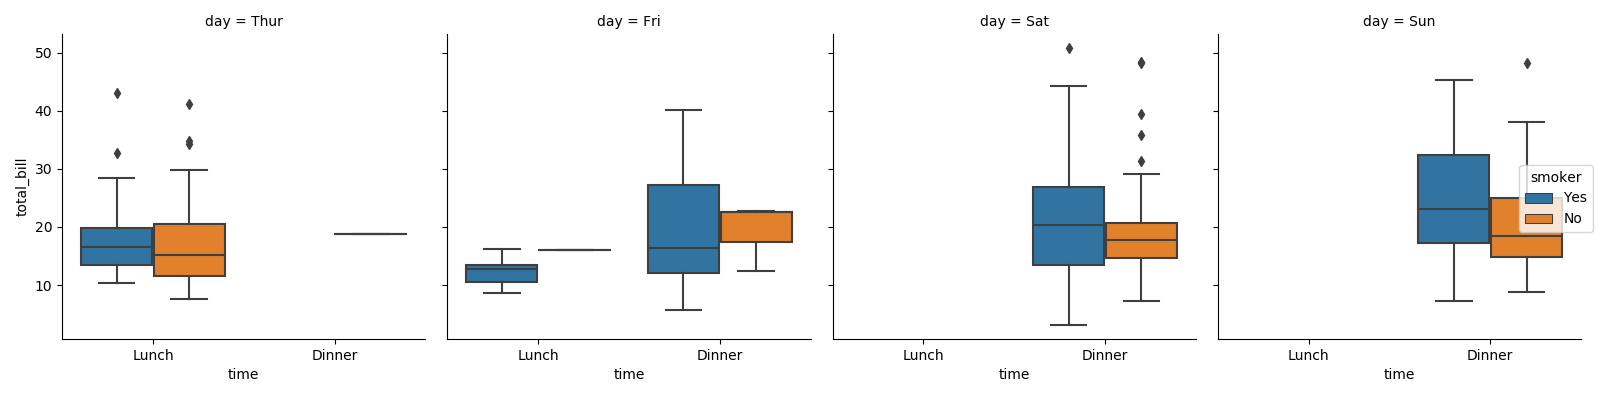 day = Thur
day = Fri
day = Sat
day = Sun
total_bill
50
40
30
20
10
smoker
Yes
No
Lunch
Dinner
Lunch
Dinner
Lunch
Dinner
Lunch
Dinner
time
time
time
time